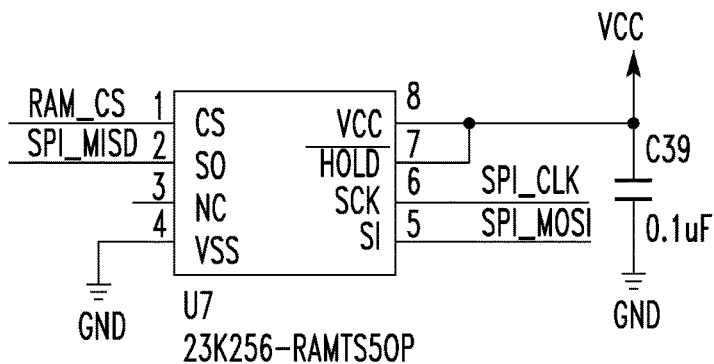 VCC
RAM_CS 1 CS VCC 8
SPI_MISD 2 SO HOLD 7
C39
3 NC SCK 6 SPI_CLK
4 VSS SI 5 SPI_MOSI
0.1uF
GND
U7
GND
23K256-RAMTS5OP